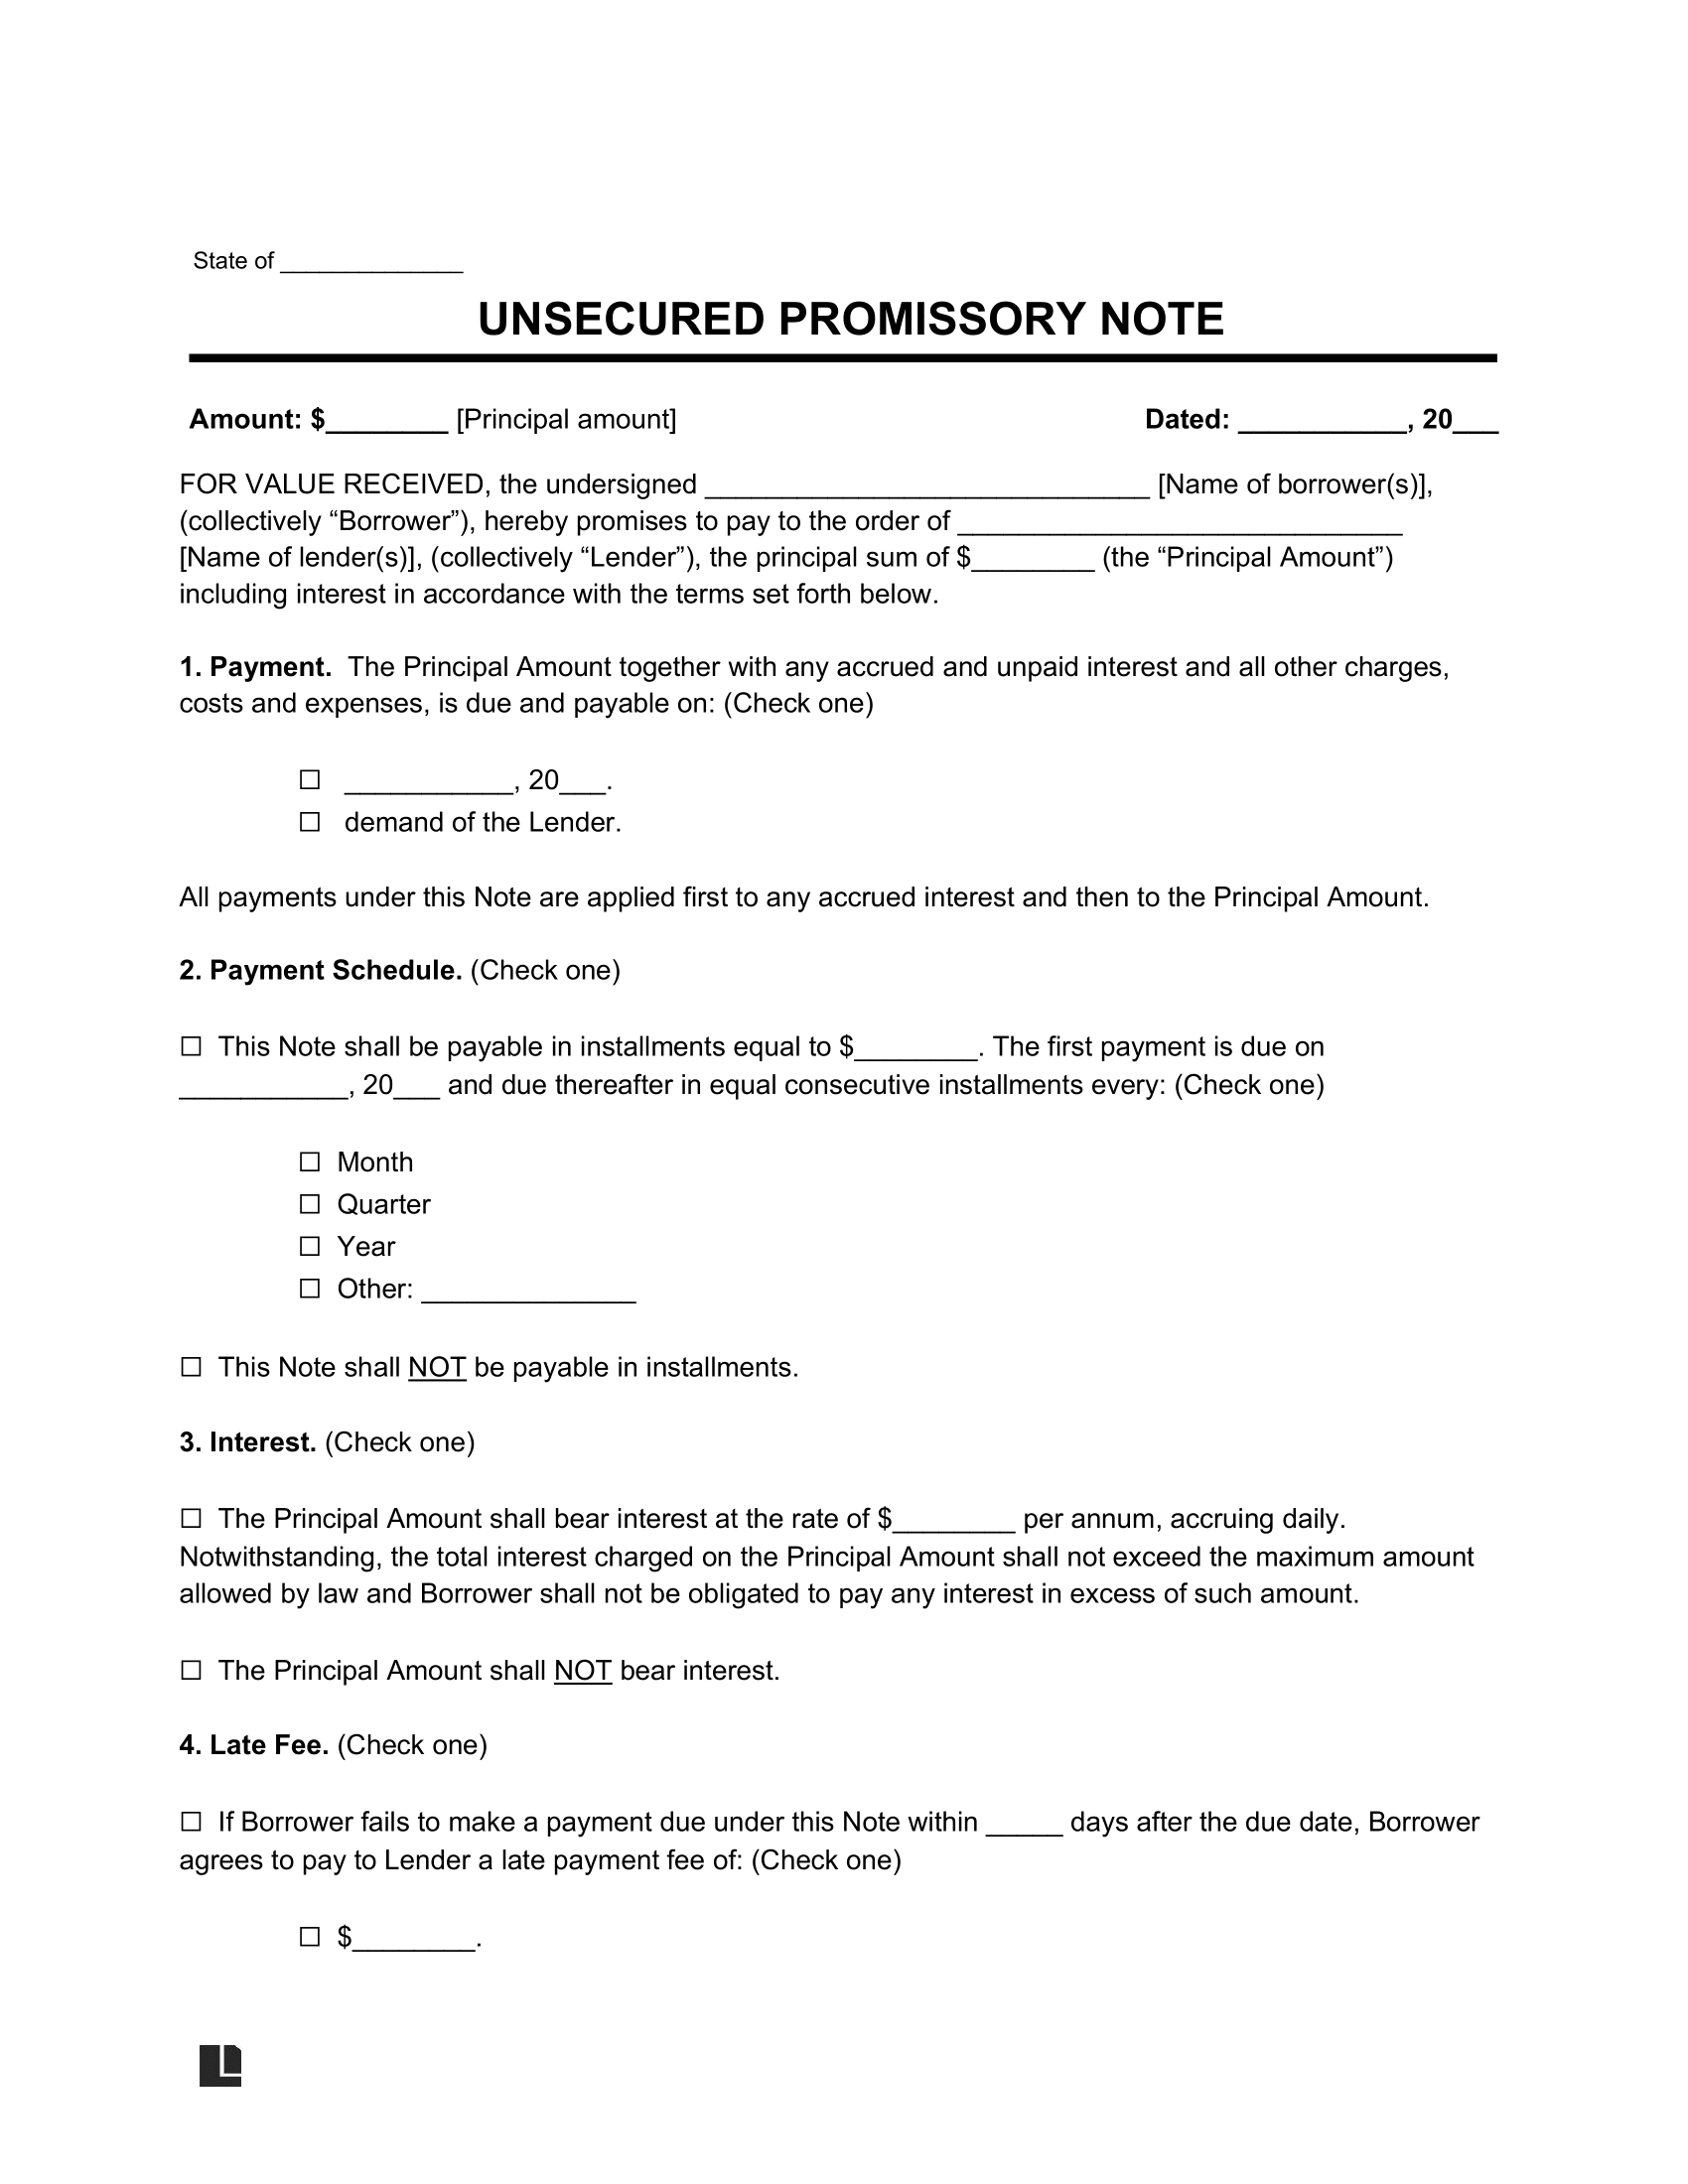 State of ______________
UNSECURED PROMISSORY NOTE
Amount: $________ [Principal amount] Dated: ___________, 20___
FOR VALUE RECEIVED, the undersigned _____________________________ [Name of borrower(s)],
(collectively “Borrower”), hereby promises to pay to the order of _____________________________
[Name of lender(s)], (collectively “Lender”), the principal sum of $________ (the “Principal Amount”)
including interest in accordance with the terms set forth below.
1. Payment. The Principal Amount together with any accrued and unpaid interest and all other charges,
costs and expenses, is due and payable on: (Check one)
☐ ___________, 20___.
☐ demand of the Lender.
All payments under this Note are applied first to any accrued interest and then to the Principal Amount.
2. Payment Schedule. (Check one)
☐ This Note shall be payable in installments equal to $________. The first payment is due on
___________, 20___ and due thereafter in equal consecutive installments every: (Check one)
☐ Month
☐ Quarter
☐ Year
☐ Other: ______________
☐ This Note shall NOT be payable in installments.
3. Interest. (Check one)
☐ The Principal Amount shall bear interest at the rate of $________ per annum, accruing daily.
Notwithstanding, the total interest charged on the Principal Amount shall not exceed the maximum amount
allowed by law and Borrower shall not be obligated to pay any interest in excess of such amount.
☐ The Principal Amount shall NOT bear interest.
4. Late Fee. (Check one)
☐ If Borrower fails to make a payment due under this Note within _____ days after the due date, Borrower
agrees to pay to Lender a late payment fee of: (Check one)
☐ $________.